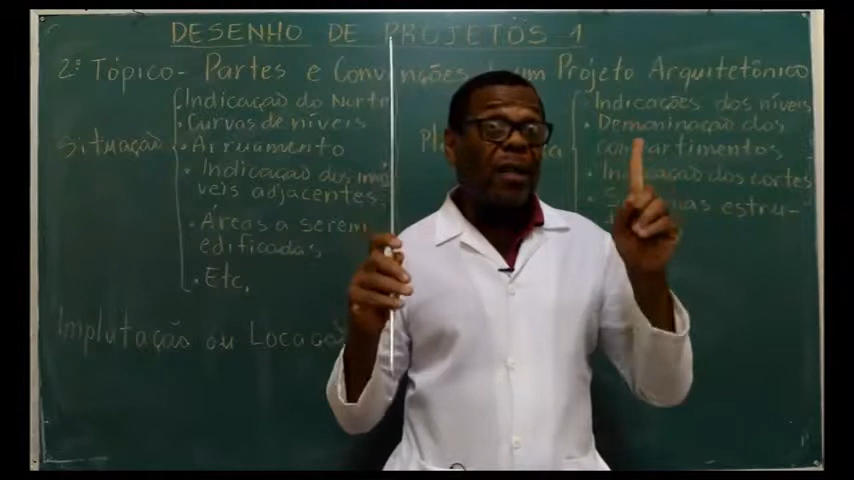 DESENHO DE PROJETOS 1
2º Tópico - Partes e Convenções de um Projeto Arquitetônico
Situação
Indicação do Norte
• Curvas de níveis
• Arruamento
• Indicação dos imó
veis adjacentes
• Áreas a serem
edificadas
• Etc.
Implutação ou Locação
• Indicações dos níveis
• Demoninação dos
compartimentos
• Indicação dos cortes
estru-